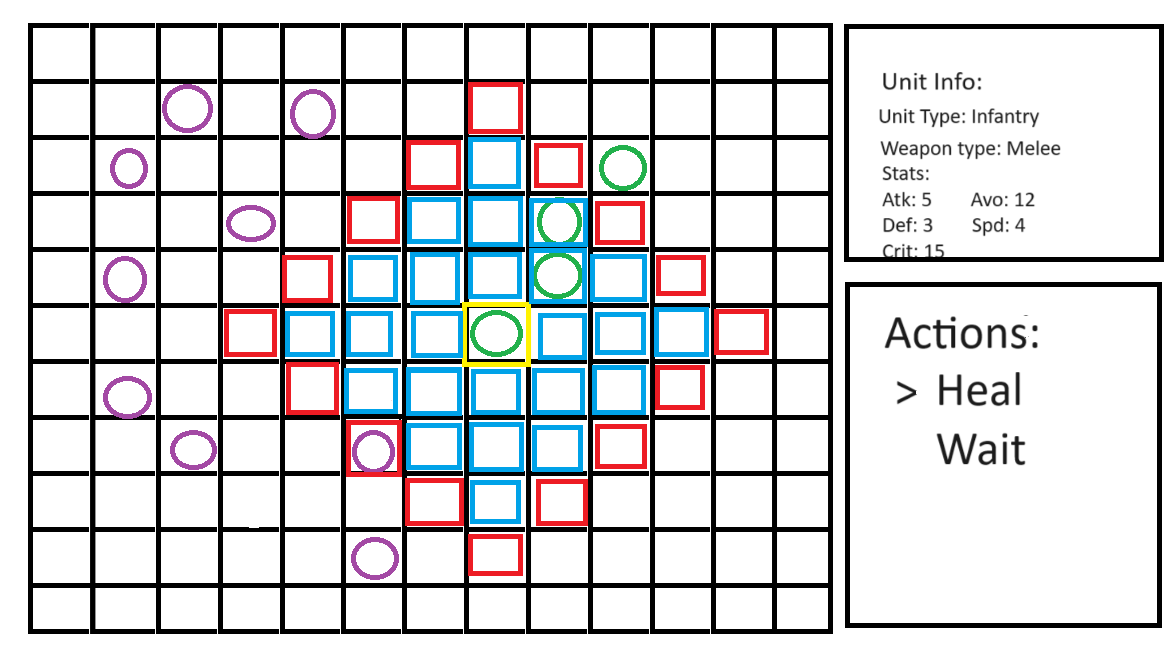 Unit Info:
Unit Type: Infantry
Weapon type: Melee
Stats:
Atk: 5 Avo: 12
Def: 3 Spd: 4
Crit: 15
Actions:
> Heal
Wait